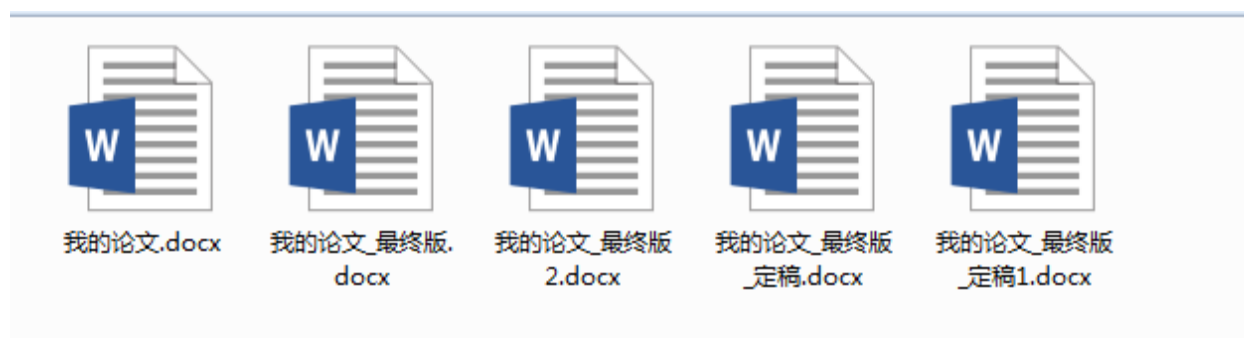 W
W
W
W
W
我的论文.docx
我的论文_最终版.
docx
我的论文_最终版
2.docx
我的论文_最终版
_定稿.docx
我的论文_最终版
_定稿1.docx